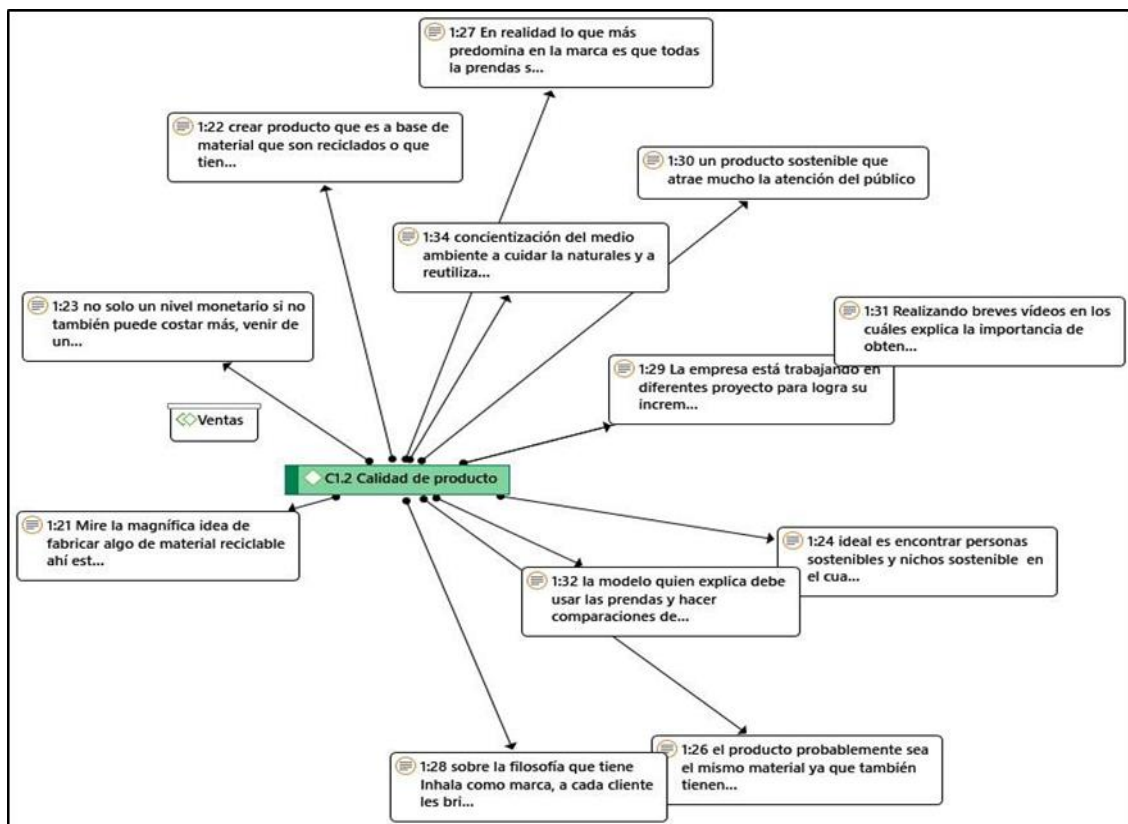 1:27 En realidad lo que más
predomina en la marca es que todas
la prendas s...
1:22 crear producto que es a base de
material que son reciclados o que
tien...
1:30 un producto sostenible que
atrae mucho la atención del público
1:34 concientización del medio
ambiente a cuidar la naturales y a
reutiliza...
1:23 no solo un nivel monetario si no
también puede costar más, venir de
un...
1:31 Realizando breves vídeos en los
cuáles explica la importancia de
obten...
1:29 La empresa está trabajando en
diferentes proyecto para logra su
increm...
Ventas
C1.2 Calidad de producto
1:21 Mire la magnífica idea de
fabricar algo de material reciclable
ahí est...
1:24 ideal es encontrar personas
sostenibles y nichos sostenible en
el cua...
1:32 la modelo quien explica debe
usar las prendas y hacer
comparaciones de...
1:28 sobre la filosofía que tiene
Inhala como marca, a cada cliente
les bri...
1:26 el producto probablemente sea
el mismo material ya que también
tienen...